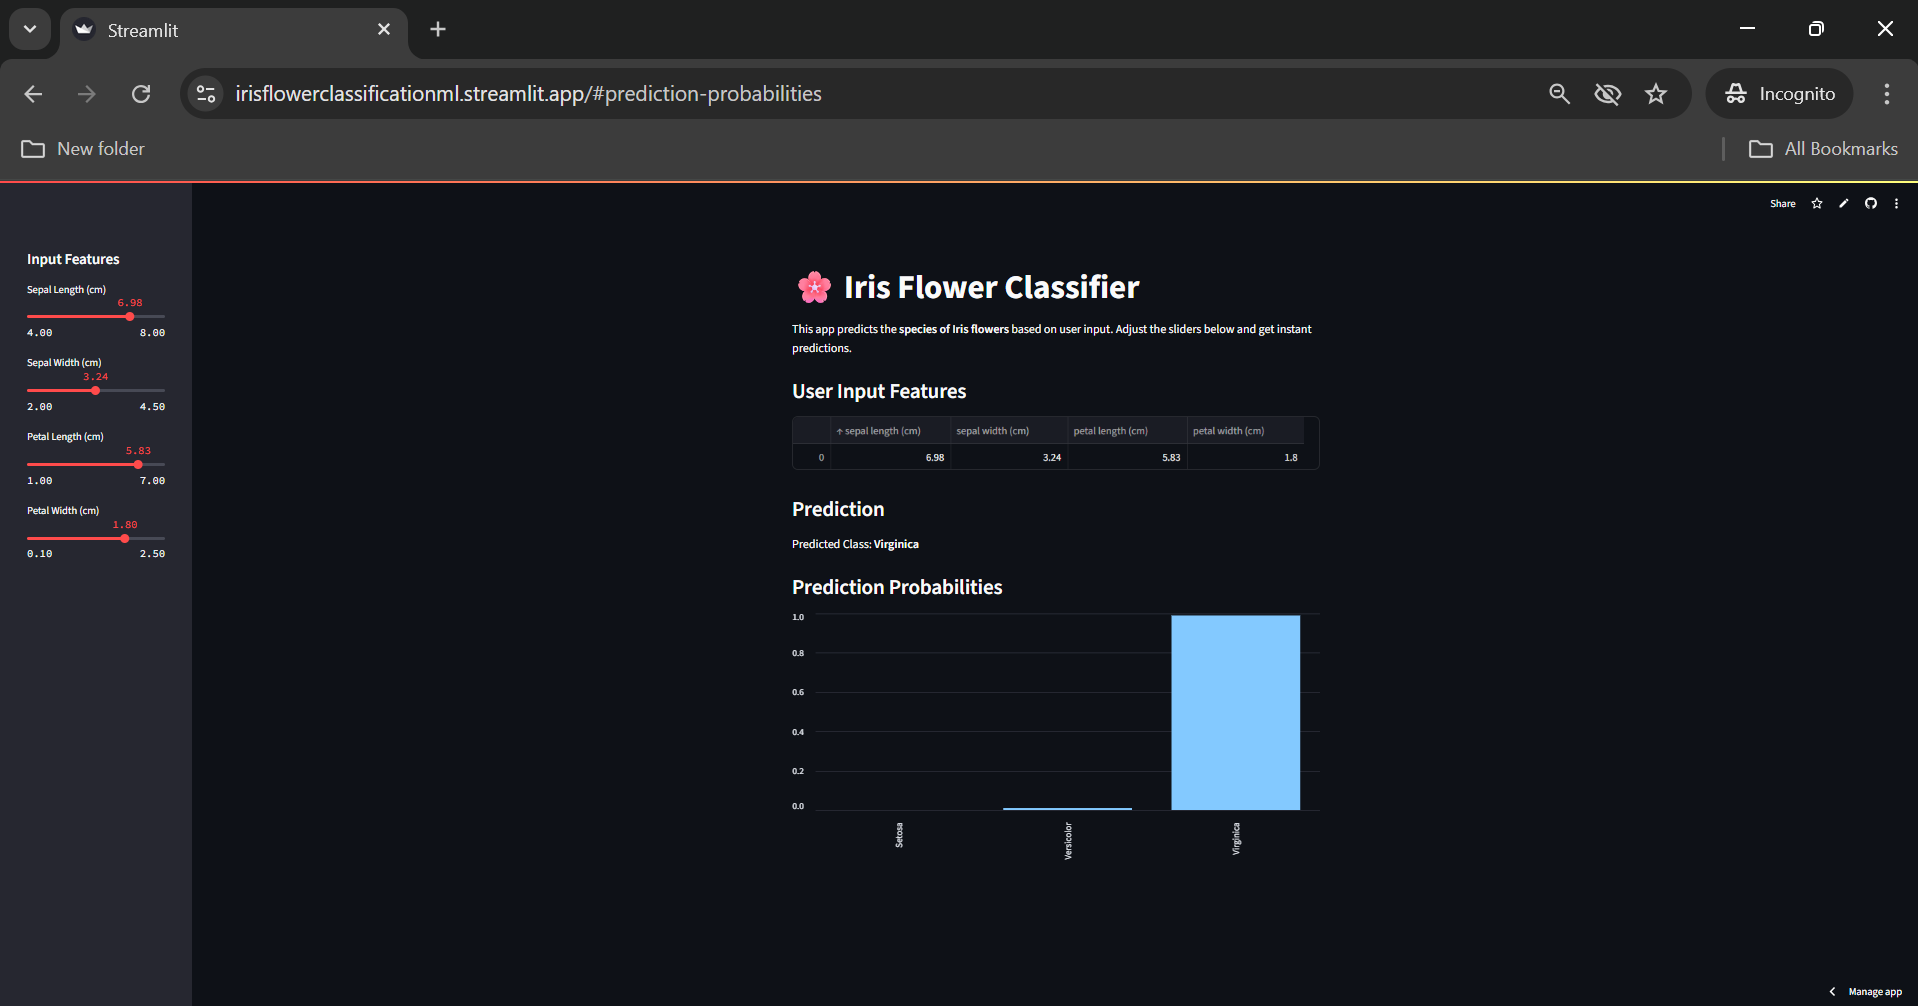 Streamlit
irisflowerclassificationml.streamlit.app/#prediction-probabilities
Incognito
New folder
All Bookmarks
Share
Input Features
Sepal Length (cm)
6.98
4.00 8.00
Sepal Width (cm)
3.24
2.00 4.50
Petal Length (cm)
5.83
1.00 7.00
Petal Width (cm)
1.80
0.10 2.50
🌸 Iris Flower Classifier
This app predicts the species of Iris flowers based on user input. Adjust the sliders below and get instant
predictions.
User Input Features
↑ sepal length (cm) sepal width (cm) petal length (cm) petal width (cm)
0 6.98 3.24 5.83 1.8
Prediction
Predicted Class: Virginica
Prediction Probabilities
1.0
0.8
0.6
0.4
0.2
0.0
Setosa
Versicolor
Virginica
Manage app